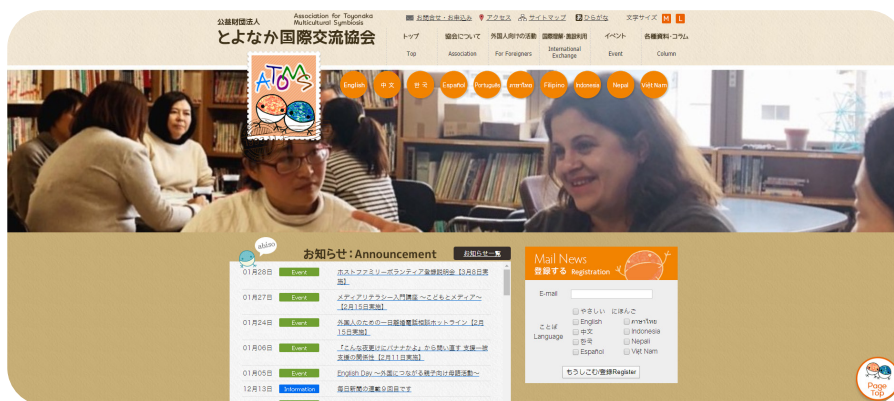 公益財団法人
Association for Toyonaka
Multicultural Symbiosis
とよなか国際交流協会
お問合せ・お申込み アクセス サイトマップ ひらがな 文字サイズ M L
トップ 協会について 外国人向けの活動 国際理解・施設利用 イベント 各種資料・コラム
Top Association For Foreigners International Exchange Event Column
ATOMS
English 中文 한국 Español Português ภาษาไทย Filipino Indonesia Nepal Việt Nam
お知らせ：Announcement お知らせ一覧
01月28日 Event ホストファミリーボランティア登録説明会【3月8日実
施】
01月27日 Event メディアリテラシー入門講座 ～こどもとメディア～
【2月15日実施】
01月24日 Event 外国人のための一日離婚電話相談ホットライン【2月
15日実施】
01月06日 Event 『こんな夜更けにバナナかよ』から問い直す 支援－被
支援の関係性【2月11日実施】
01月05日 Event English Day ～外国につながる親子向け母語活動～
12月13日 Information 毎日新聞の連載9回目です
Mail News
登録する Registration
E-mail
ことば
Language
やさしい にほんご
English ภาษาไทย
中文 Indonesia
한국 Nepali
Español Việt Nam
もうしこむ/登録Register
Page
Top